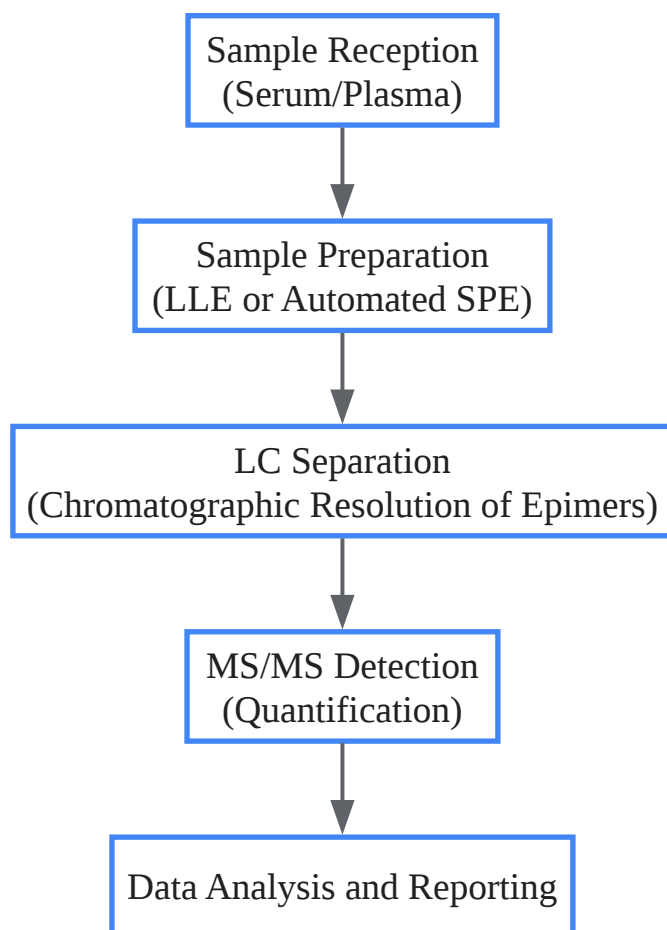 Sample Reception
(Serum/Plasma)
Sample Preparation
(LLE or Automated SPE)
LC Separation
(Chromatographic Resolution of Epimers)
MS/MS Detection
(Quantification)
Data Analysis and Reporting